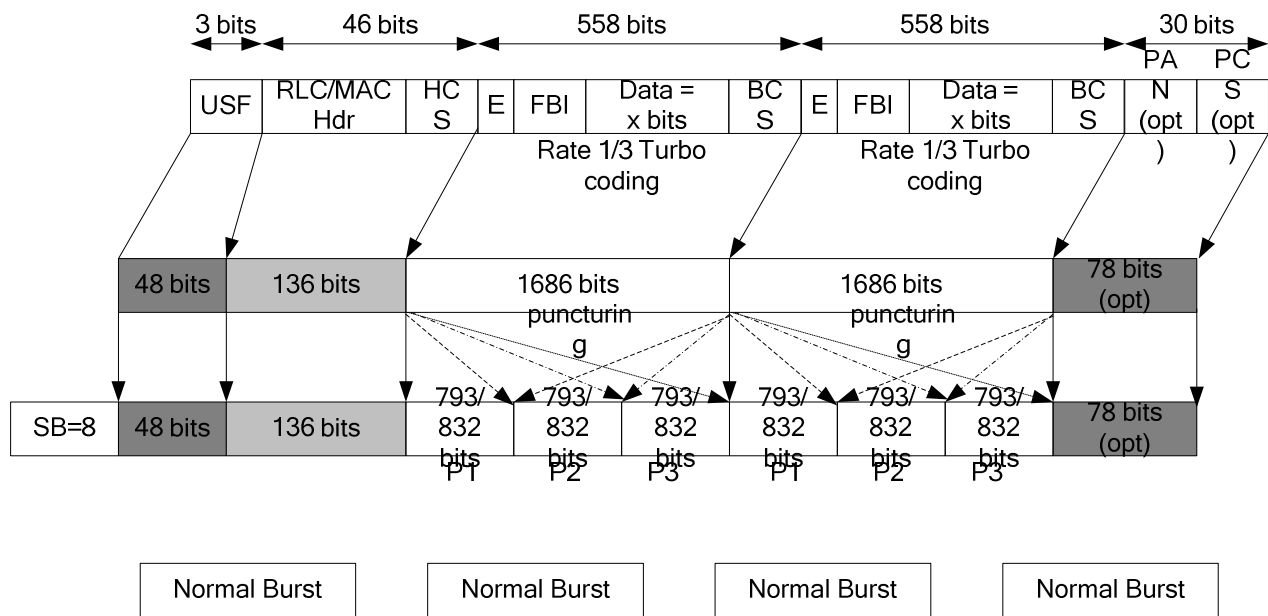 3 bits 46 bits 558 bits 558 bits 30 bits
USF RLC/MAC Hdr HC S E FBI Data = x bits BC S E FBI Data = x bits BC S PA N (opt ) PC S (opt )
Rate 1/3 Turbo coding Rate 1/3 Turbo coding
48 bits 136 bits 1686 bits puncturin g 1686 bits puncturin g 78 bits (opt)
SB=8 48 bits 136 bits 793/ 832 bits 793/ 832 bits 793/ 832 bits 793/ 832 bits 793/ 832 bits 793/ 832 bits 78 bits (opt)
P1 P2 P3 P1 P2 P3
Normal Burst Normal Burst Normal Burst Normal Burst